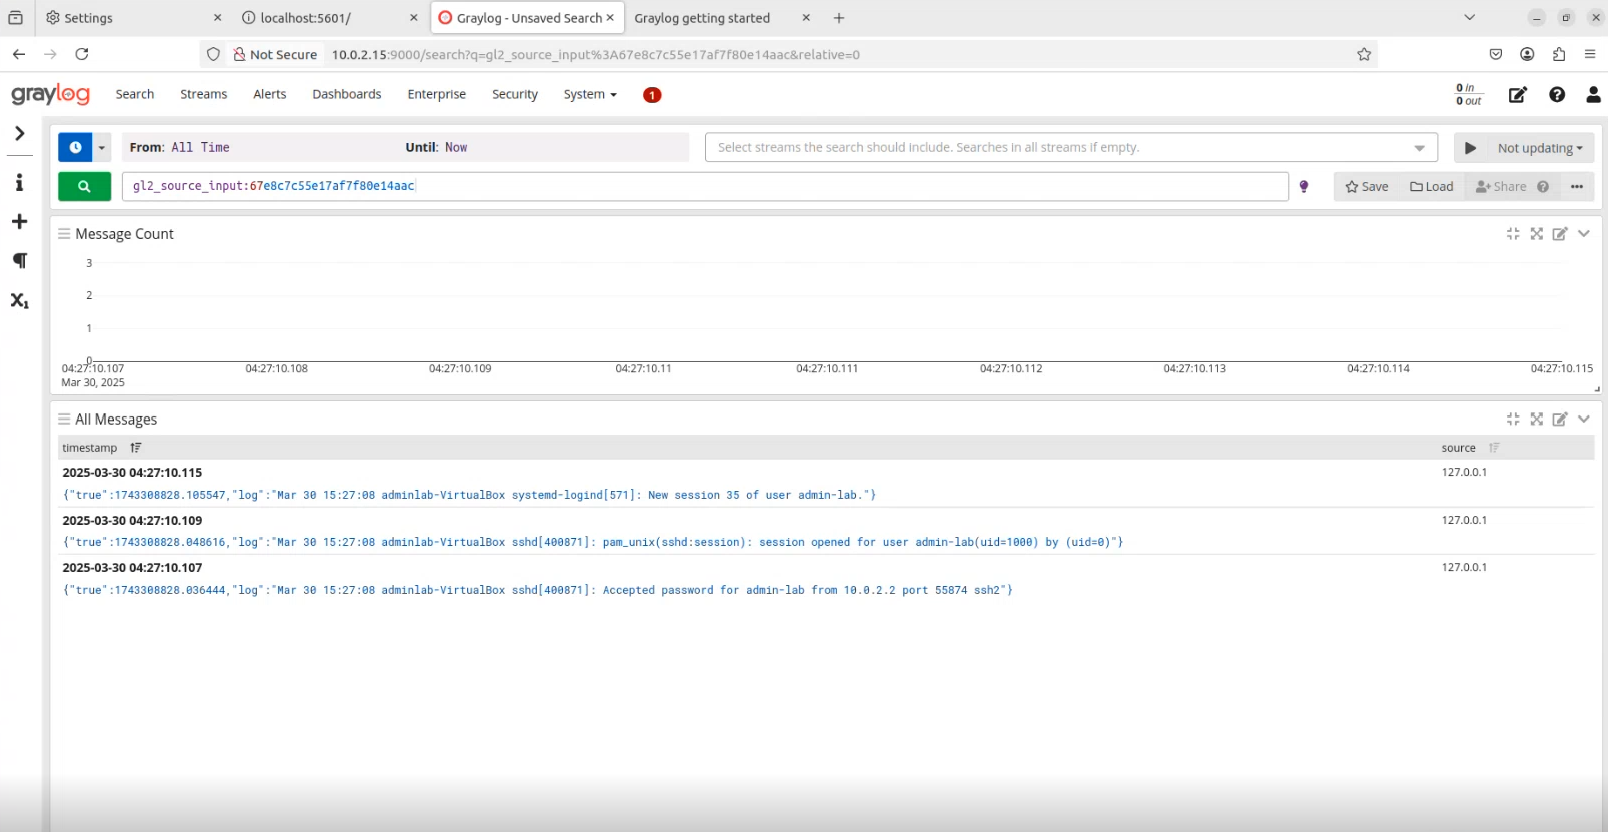 Settings
localhost:5601/
Graylog - Unsaved Search
Graylog getting started
Not Secure
10.0.2.15:9000/search?q=gl2_source_input%3A67e8c7c55e17af7f80e14aac&relative=0
graylog
Search
Streams
Alerts
Dashboards
Enterprise
Security
System
1
0 in
0 out
From: All Time
Until: Now
Select streams the search should include. Searches in all streams if empty.
Not updating
gl2_source_input:67e8c7c55e17af7f80e14aac
Save
Load
Share
X1
Message Count
3
2
1
0
04:27:10.107 04:27:10.108 04:27:10.109 04:27:10.11 04:27:10.111 04:27:10.112 04:27:10.113 04:27:10.114 04:27:10.115
Mar 30, 2025
All Messages
timestamp source
2025-03-30 04:27:10.115 127.0.0.1
{"true":1743308828.105547,"log":"Mar 30 15:27:08 adminlab-VirtualBox systemd-logind[571]: New session 35 of user admin-lab."}
2025-03-30 04:27:10.109 127.0.0.1
{"true":1743308828.048616,"log":"Mar 30 15:27:08 adminlab-VirtualBox sshd[400871]: pam_unix(sshd:session): session opened for user admin-lab(uid=1000) by (uid=0)"}
2025-03-30 04:27:10.107 127.0.0.1
{"true":1743308828.036444,"log":"Mar 30 15:27:08 adminlab-VirtualBox sshd[400871]: Accepted password for admin-lab from 10.0.2.2 port 55874 ssh2"}